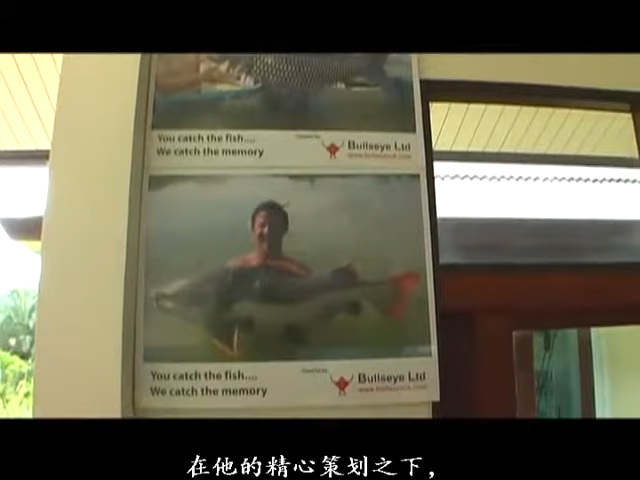 You catch the fish....
We catch the memory
Bullseye Ltd
You catch the fish....
We catch the memory
Bullseye Ltd
在他的精心策划之下，